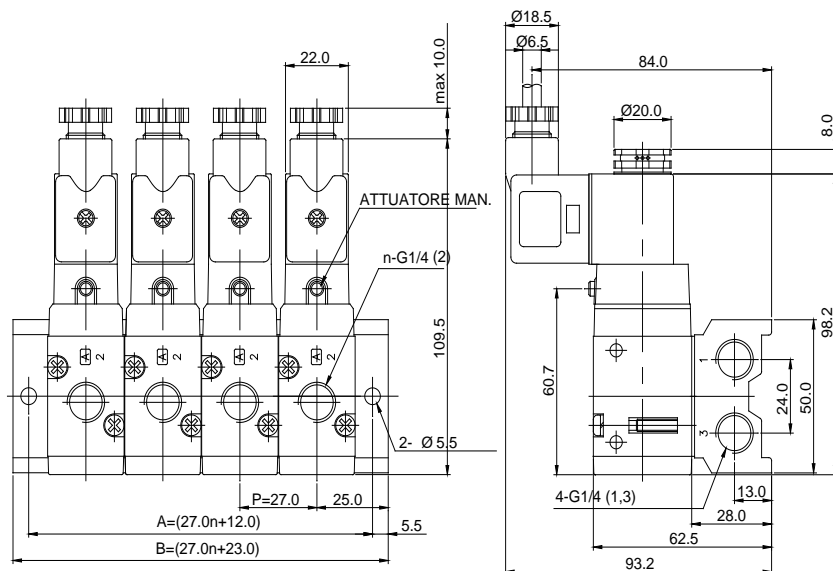 Ø18.5
Ø6.5
22.0
max 10.0
84.0
Ø20.0
8.0
ATTUATORE MAN.
n-G1/4 (2)
109.5
98.2
60.7
A 2
A 2
A 2
A 2
1
24.0
50.0
3
2- Ø 5.5
P=27.0
25.0
4-G1/4 (1,3)
13.0
A=(27.0n+12.0)
5.5
28.0
B=(27.0n+23.0)
62.5
93.2